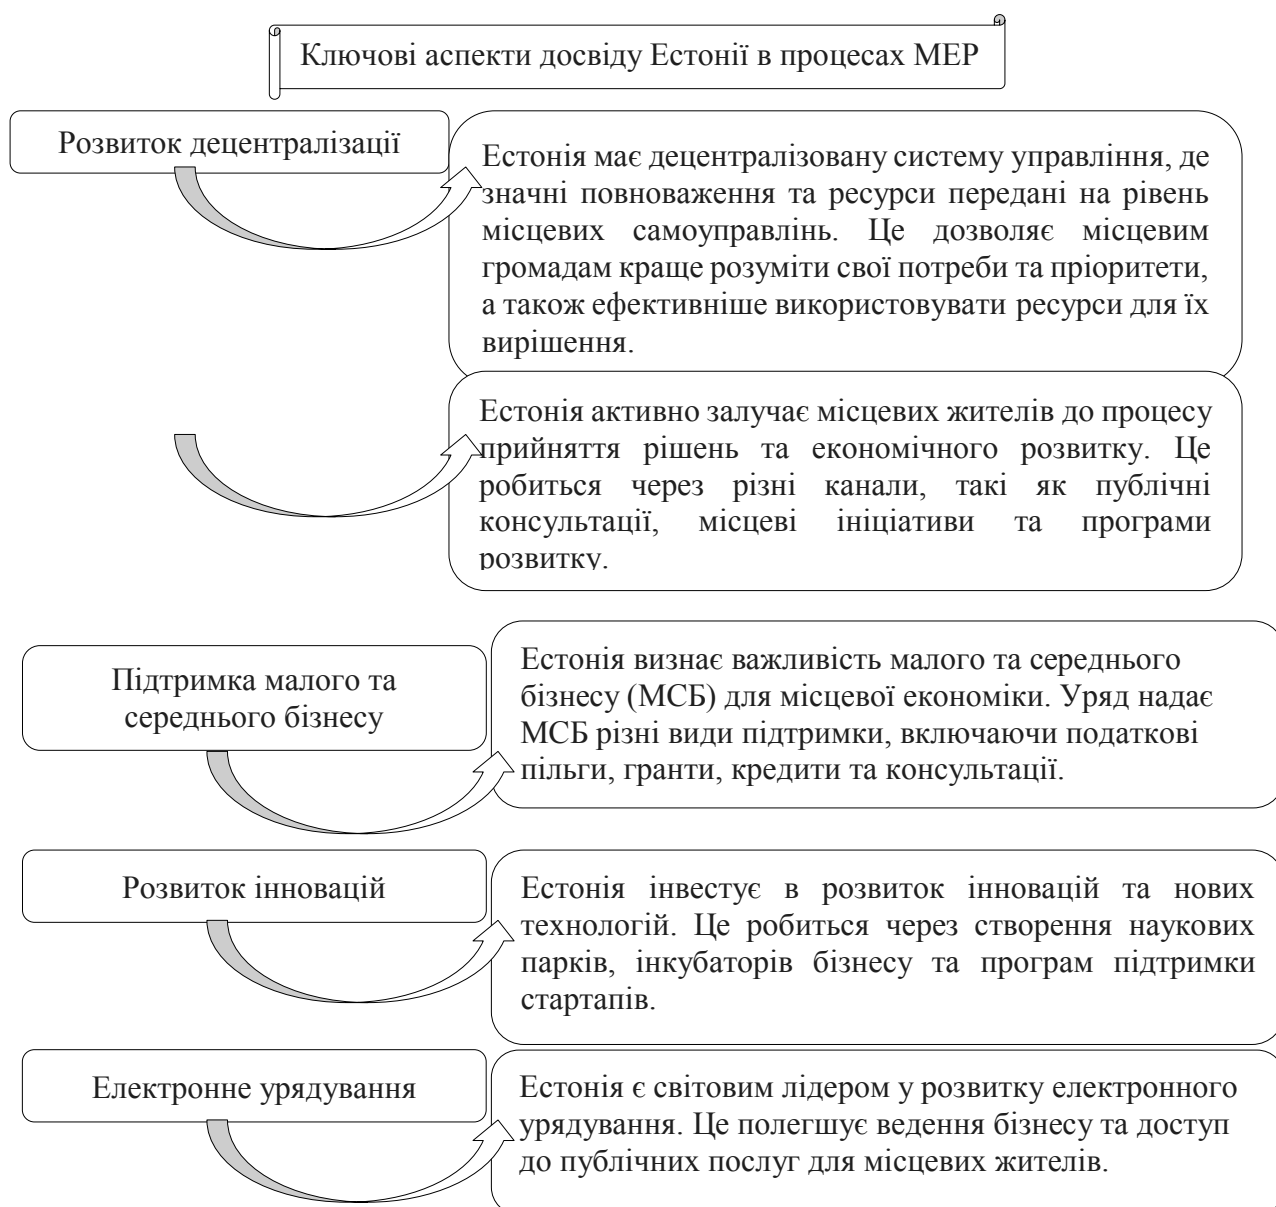 Ключові аспекти досвіду Естонії в процесах МЕР
Розвиток децентралізації
Естонія має децентралізовану систему управління, де
значні повноваження та ресурси передані на рівень
місцевих самоуправлінь. Це дозволяє місцевим
громадам краще розуміти свої потреби та пріоритети,
а також ефективніше використовувати ресурси для їх
вирішення.
Естонія активно залучає місцевих жителів до процесу
прийняття рішень та економічного розвитку. Це
робиться через різні канали, такі як публічні
консультації, місцеві ініціативи та програми
розвитку.
Підтримка малого та
середнього бізнесу
Естонія визнає важливість малого та середнього
бізнесу (МСБ) для місцевої економіки. Уряд надає
МСБ різні види підтримки, включаючи податкові
пільги, гранти, кредити та консультації.
Розвиток інновацій
Естонія інвестує в розвиток інновацій та нових
технологій. Це робиться через створення наукових
парків, інкубаторів бізнесу та програм підтримки
стартапів.
Електронне урядування
Естонія є світовим лідером у розвитку електронного
урядування. Це полегшує ведення бізнесу та доступ
до публічних послуг для місцевих жителів.